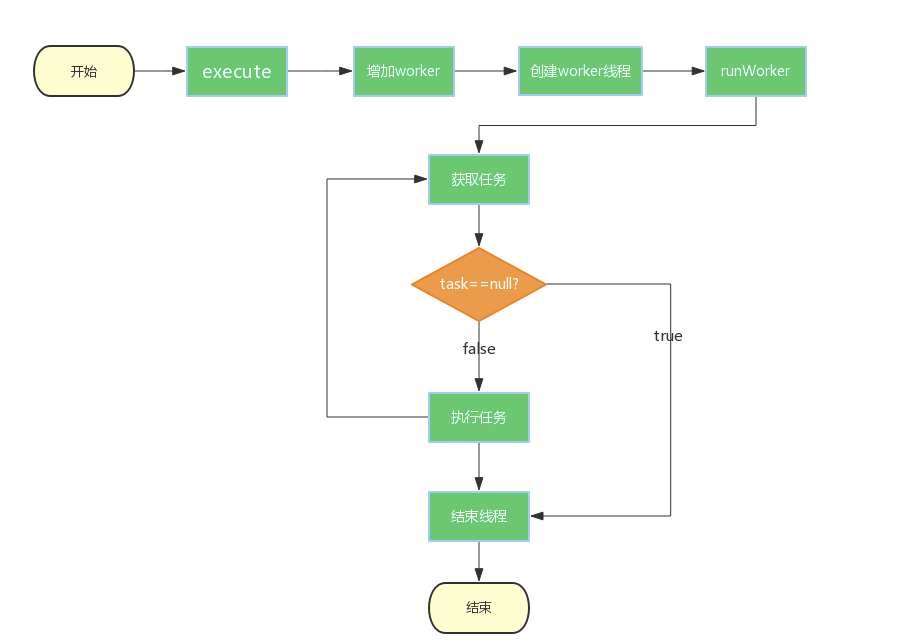 开始
execute
增加worker
创建worker线程
runWorker
获取任务
task==null?
true
false
执行任务
结束线程
结束